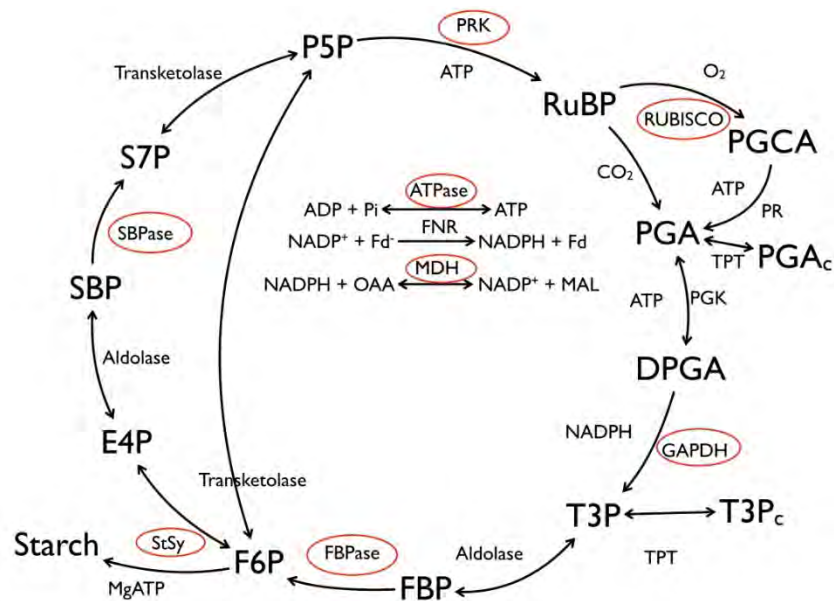 PRK
P5P
Transketolase
ATP
O₂
RuBP
RUBISCO
PGCA
S7P
CO₂
ATPase
ADP + Pi
ATP
ATP
PR
SBPase
FNR
NADP⁺ + Fd⁻
NADPH + Fd
PGA
TPT
PGAc
MDH
NADPH + OAA
NADP⁺ + MAL
SBP
ATP
PGK
Aldolase
DPGA
E4P
NADPH
GAPDH
Transketolase
T3P
T3Pc
TPT
Starch
StSy
F6P
FBPase
Aldolase
FBP
MgATP